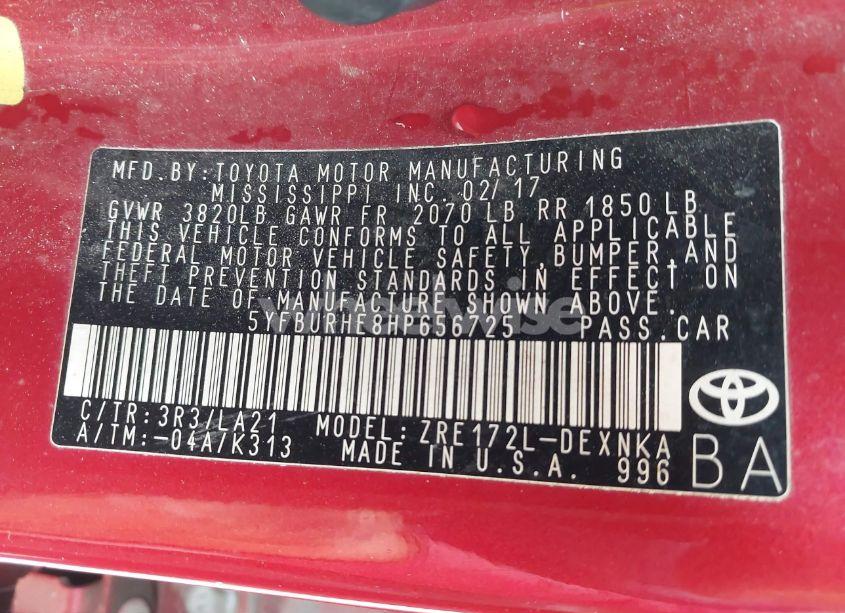 MFD.BY:TOYOTA MOTOR MANUFACTURING
MISSISSIPPI INC. 02/17
GVWR 3820LB GAWR FR 2070 LB RR 1850 LB
THIS VEHICLE CONFORMS TO ALL APPLICABLE
FEDERAL MOTOR VEHICLE SAFETY,BUMPER,AND
THEFT PREVENTION STANDARDS IN EFFECT ON
THE DATE OF MANUFACTURE SHOWN ABOVE.
5YFBURHE8HP656725 PASS.CAR
C/TR:3R3/LA21 MODEL:ZRE172L-DEXNKA
A/TM:-04A/K313 MADE IN U.S.A. 996
BA